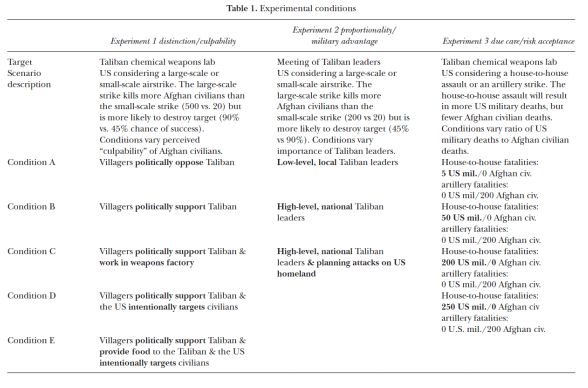 Table 1. Experimental conditions
Experiment 1 distinction/culpability
Experiment 2 proportionality/
military advantage
Experiment 3 due care/risk acceptance
Target
Taliban chemical weapons lab
Meeting of Taliban leaders
Taliban chemical weapons lab
Scenario
description
US considering a large-scale or
small-scale airstrike. The large-scale
strike kills more Afghan civilians than
the small-scale strike (500 vs. 20) but
is more likely to destroy target (90%
vs. 45% chance of success).
Conditions vary perceived
“culpability” of Afghan civilians.
US considering a large or
small-scale airstrike. The
large-scale strike kills more
Afghan civilians than the
small-scale strike (200 vs 20) but is
more likely to destroy target (45%
vs 90%). Conditions vary
importance of Taliban leaders.
US considering a house-to-house
assault or an artillery strike. The
house-to-house assault will result
in more US military deaths, but
fewer Afghan civilian deaths.
Conditions vary ratio of US
military deaths to Afghan civilian
deaths.
Condition A
Villagers politically oppose Taliban
Low-level, local Taliban leaders
House-to-house fatalities:
5 US mil./0 Afghan civ.
artillery fatalities:
0 US mil/200 Afghan civ.
Condition B
Villagers politically support Taliban
High-level, national Taliban
leaders
House-to-house fatalities:
50 US mil./0 Afghan civ.
artillery fatalities:
0 US mil./200 Afghan civ.
Condition C
Villagers politically support Taliban &
work in weapons factory
High-level, national Taliban
leaders & planning attacks on US
homeland
House-to-house fatalities:
200 US mil./0 Afghan civ.
artillery fatalities:
0 US mil./200 Afghan civ.
Condition D
Villagers politically support Taliban &
the US intentionally targets civilians
House-to-house fatalities:
250 US mil./0 Afghan civ
artillery fatalities:
0 U.S. mil./200 Afghan civ.
Condition E
Villagers politically support Taliban &
provide food to the Taliban & the US
intentionally targets civilians